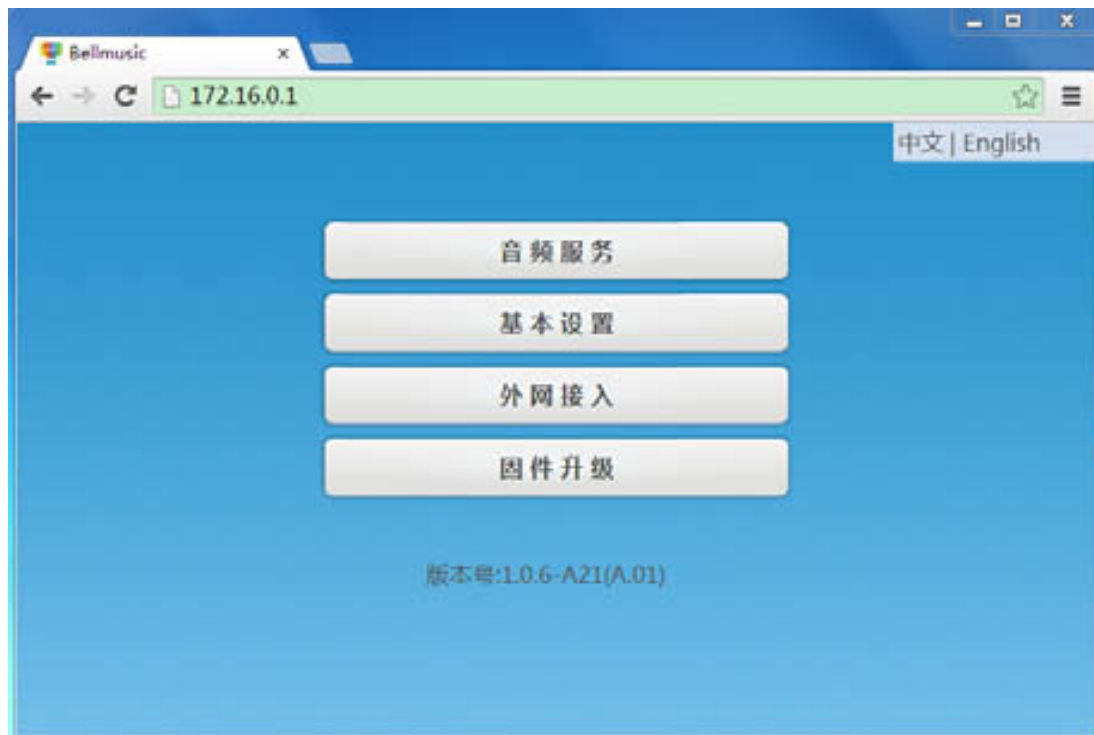 Bellmusic
172.16.0.1
中文 | English
音频服务
基本设置
外网接入
固件升级
版本号:1.0.6-A21(A.01)